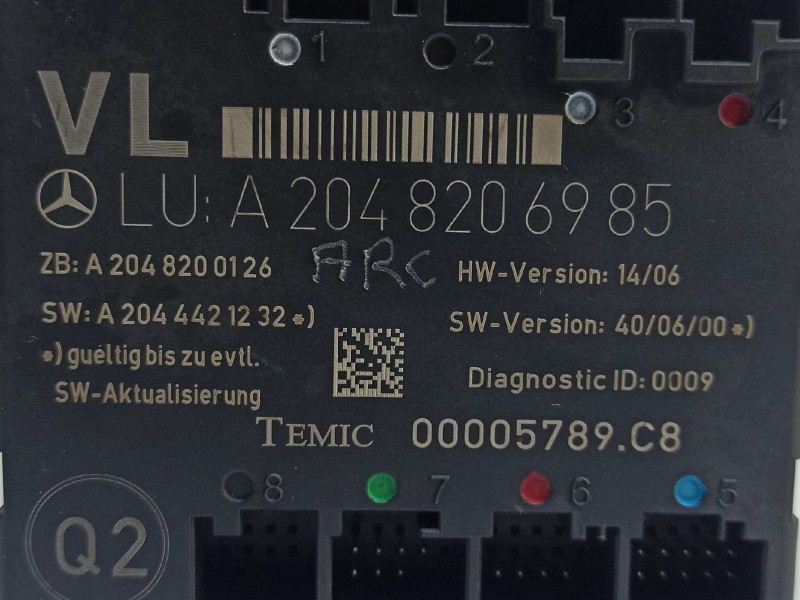 1 2
3 4
VL
LU: A 204 820 69 85
ZB: A 204 820 01 26
ARC
HW-Version: 14/06
SW: A 204 442 12 32 *)
SW-Version: 40/06/00 *)
*) gueltig bis zu evtl.
SW-Aktualisierung
Diagnostic ID: 0009
TEMIC 00005789.C8
8 7 6 5
Q2